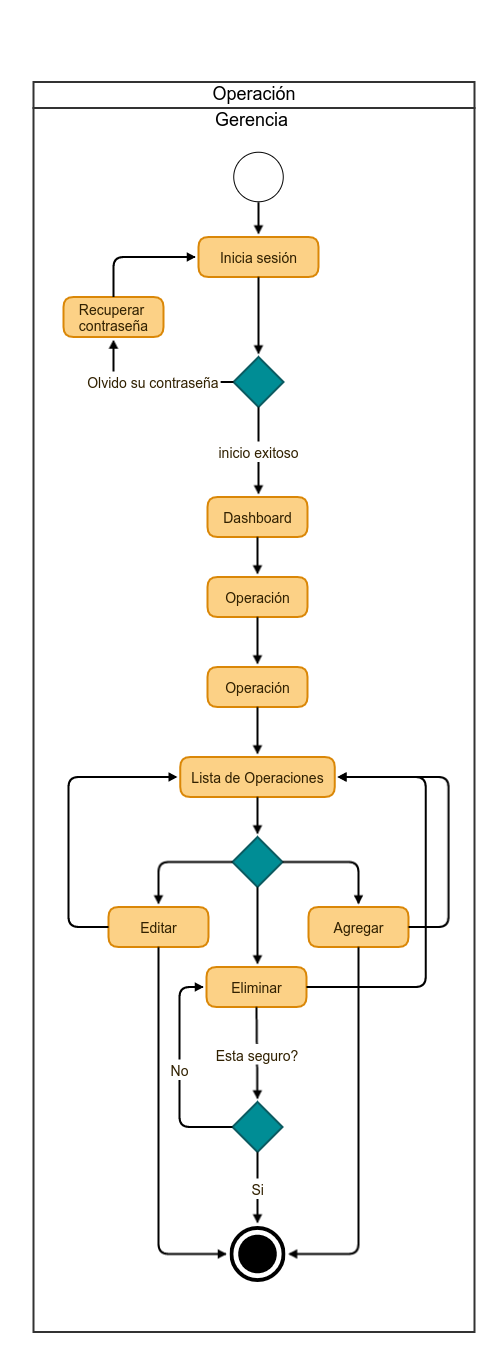 Operación
Gerencia
Inicia sesión
Recuperar
contraseña
Olvido su contraseña
inicio exitoso
Dashboard
Operación
Operación
Lista de Operaciones
Editar
Agregar
Eliminar
Esta seguro?
No
Si